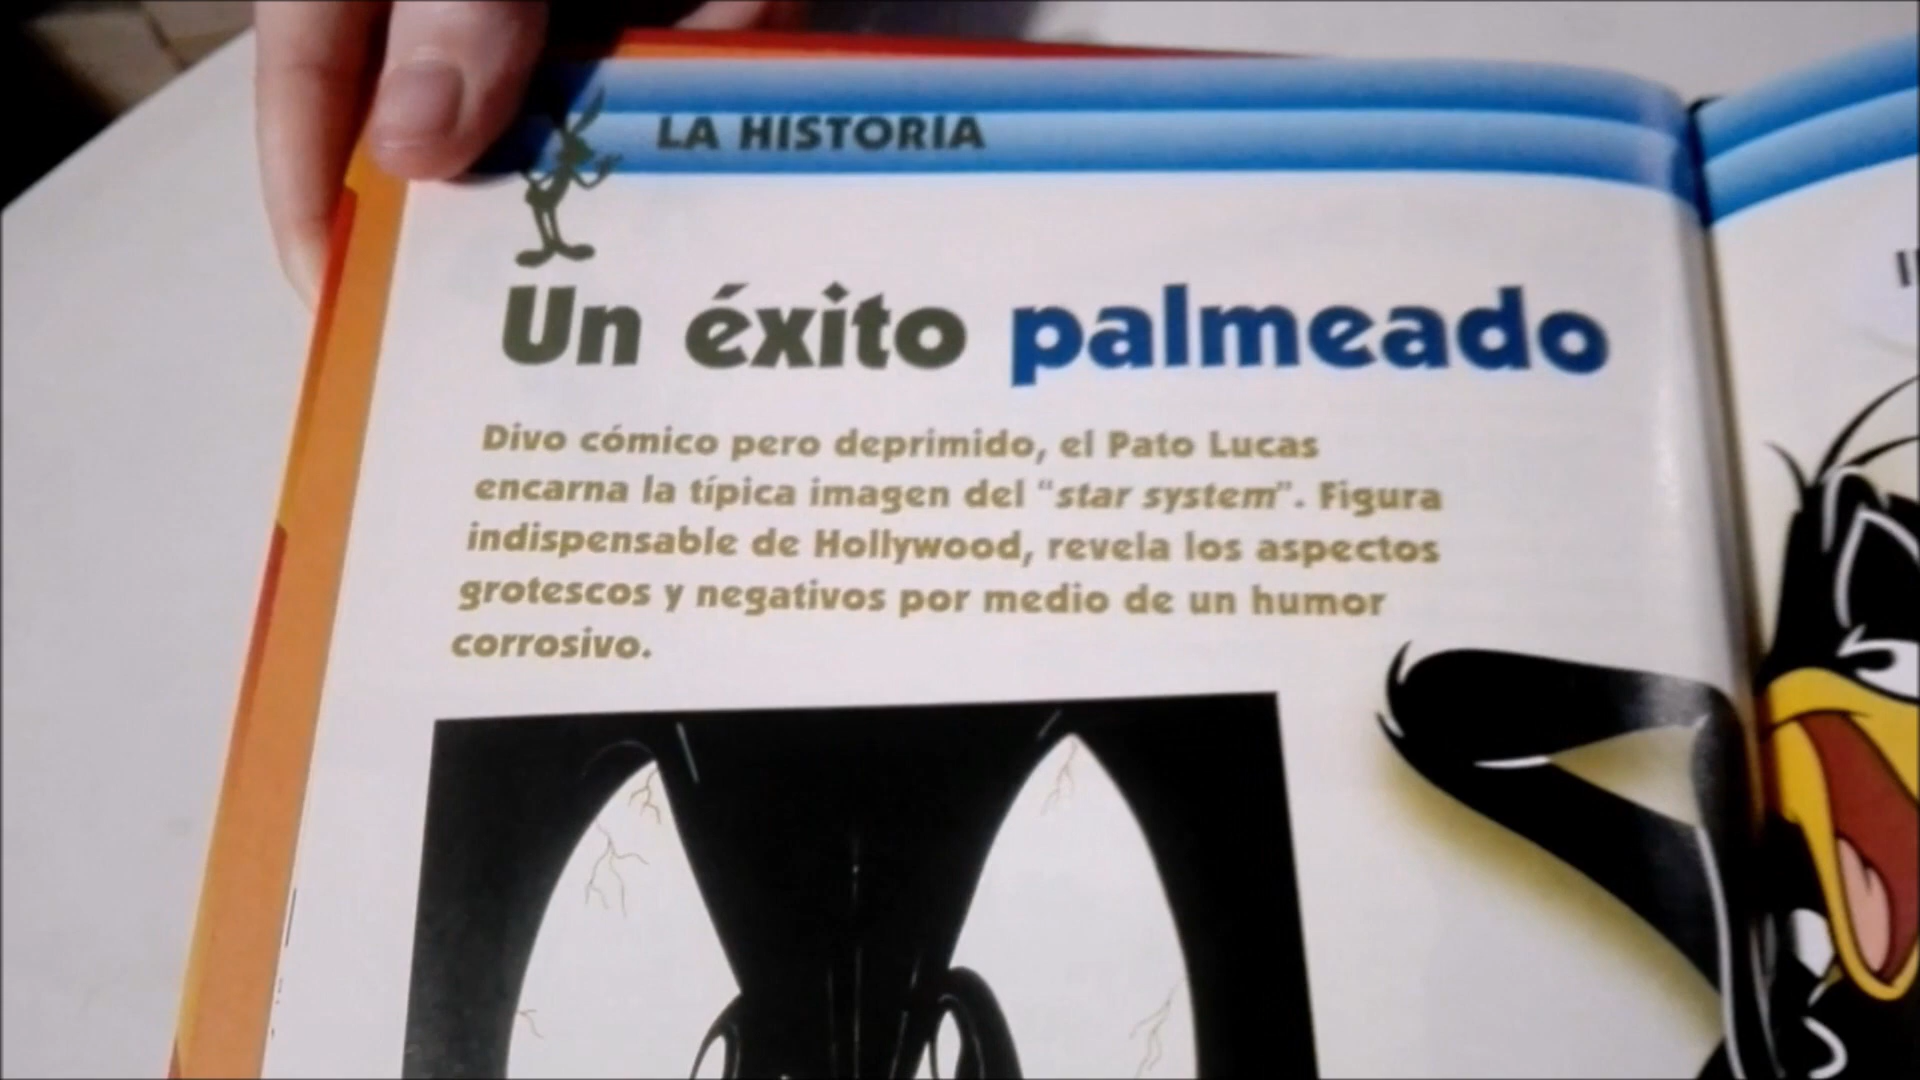 LA HISTORIA
Un éxito palmeado
Divo cómico pero deprimido, el Pato Lucas
encarna la típica imagen del “star system”. Figura
indispensable de Hollywood, revela los aspectos
grotescos y negativos por medio de un humor
corrosivo.